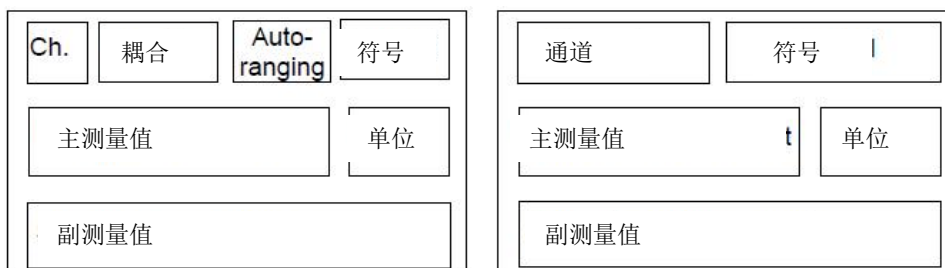 Ch.
耦合
Auto-
ranging
符号
主测量值
单位
副测量值
通道
符号
l
主测量值
t
单位
副测量值